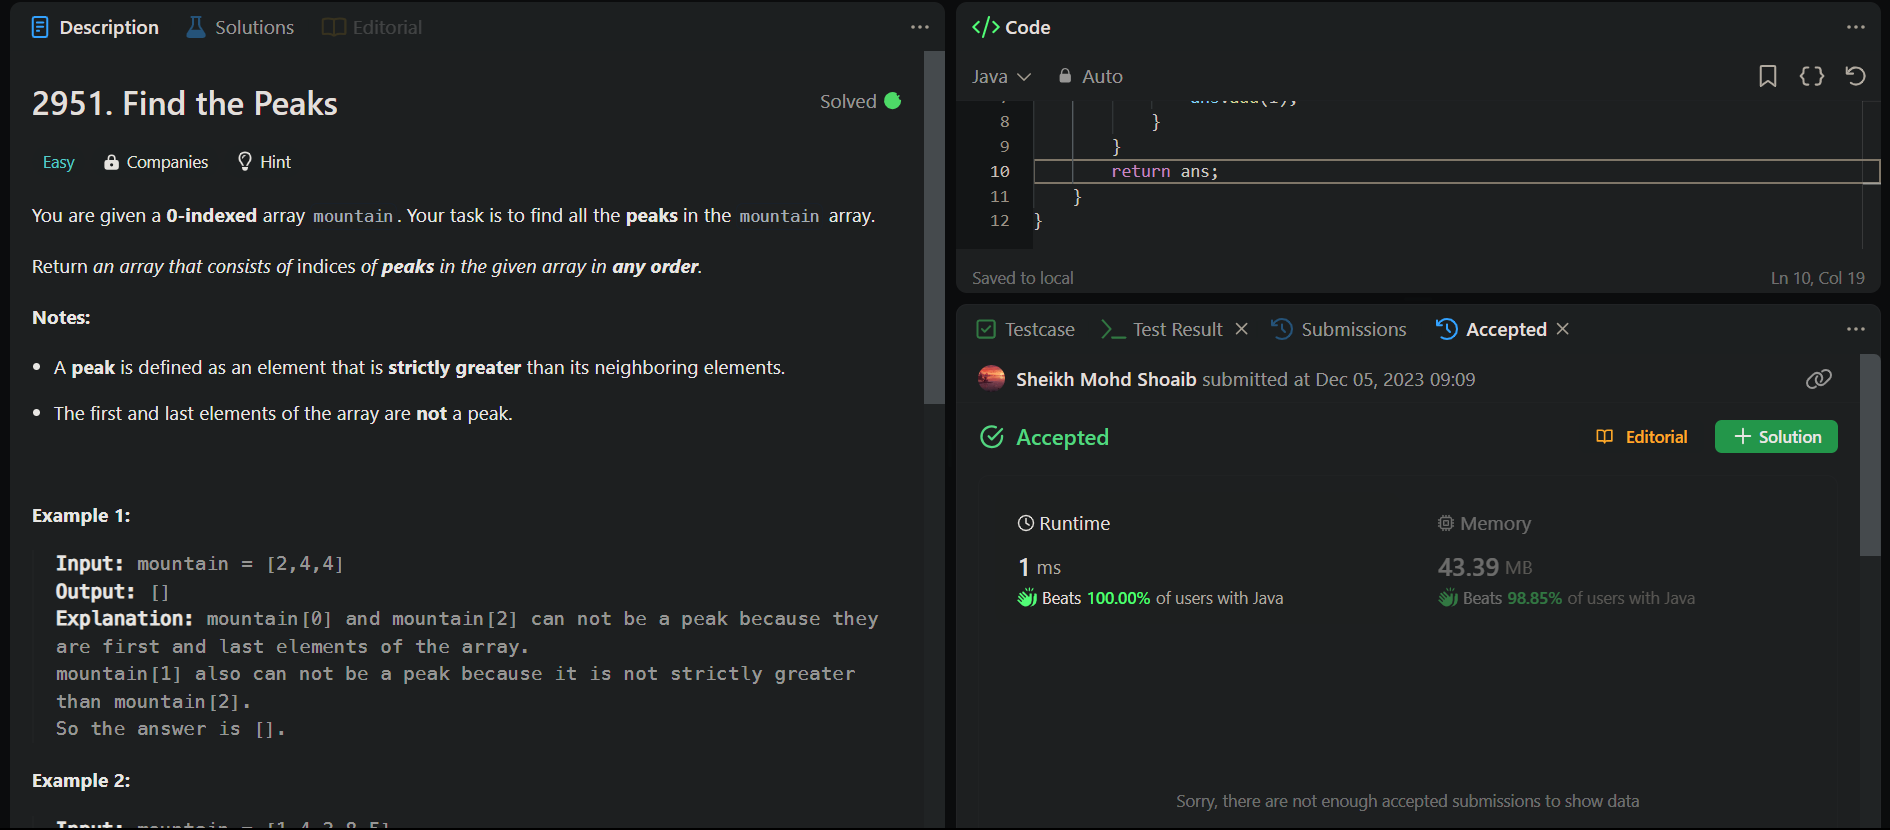 Description Solutions Editorial
2951. Find the Peaks
Solved
Easy Companies Hint
You are given a 0-indexed array mountain. Your task is to find all the peaks in the mountain array.
Return an array that consists of indices of peaks in the given array in any order.
Notes:
• A peak is defined as an element that is strictly greater than its neighboring elements.
• The first and last elements of the array are not a peak.
Example 1:
Input: mountain = [2,4,4]
Output: []
Explanation: mountain[0] and mountain[2] can not be a peak because they
are first and last elements of the array.
mountain[1] also can not be a peak because it is not strictly greater
than mountain[2].
So the answer is [].
Example 2:
Input: mountain = [1,4,3,8,5]
</> Code
Java Auto
8 }
9 }
10 return ans;
11 }
12 }
Saved to local Ln 10, Col 19
Testcase Test Result Submissions Accepted
Sheikh Mohd Shoaib submitted at Dec 05, 2023 09:09
Accepted Editorial + Solution
Runtime Memory
1 ms 43.39 MB
Beats 100.00% of users with Java Beats 98.85% of users with Java
Sorry, there are not enough accepted submissions to show data